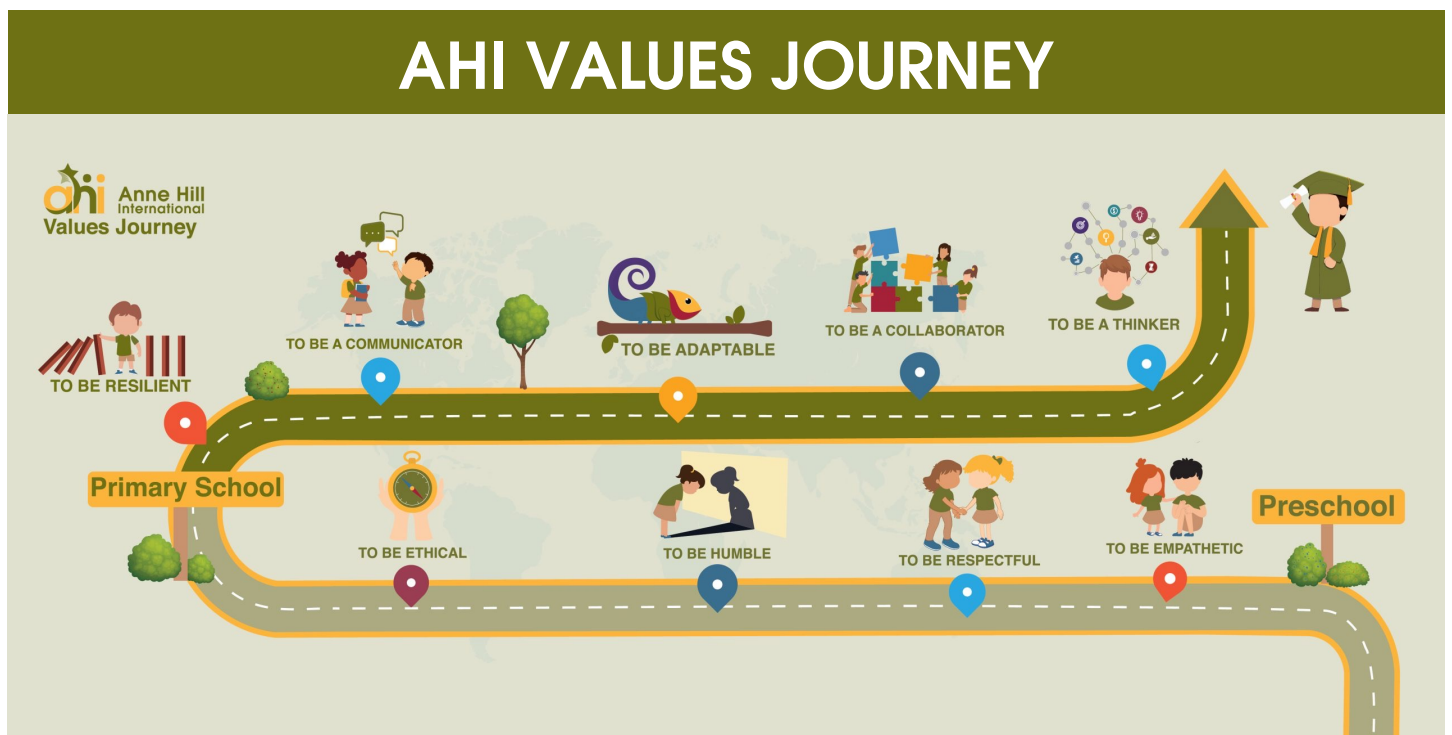 AHI VALUES JOURNEY
ahi Anne Hill
International
Values Journey
TO BE A COMMUNICATOR
TO BE ADAPTABLE
TO BE A COLLABORATOR
TO BE A THINKER
TO BE RESILIENT
Primary School
Preschool
TO BE ETHICAL
TO BE HUMBLE
TO BE RESPECTFUL
TO BE EMPATHETIC